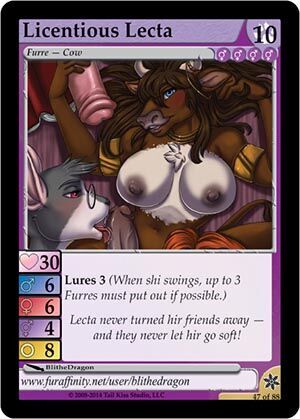 Licentious Lecta
10
Furre – Cow
30
6
6
4
8
Lures 3 (When shi swings, up to 3
Furres must put out if possible.)
Lecta never turned hir friends away —
and they never let hir go soft!
BlitheDragon
www.furaffinity.net/user/blithedragon
© 2009-2014 Tail Kiss Studio, LLC
47 of 88